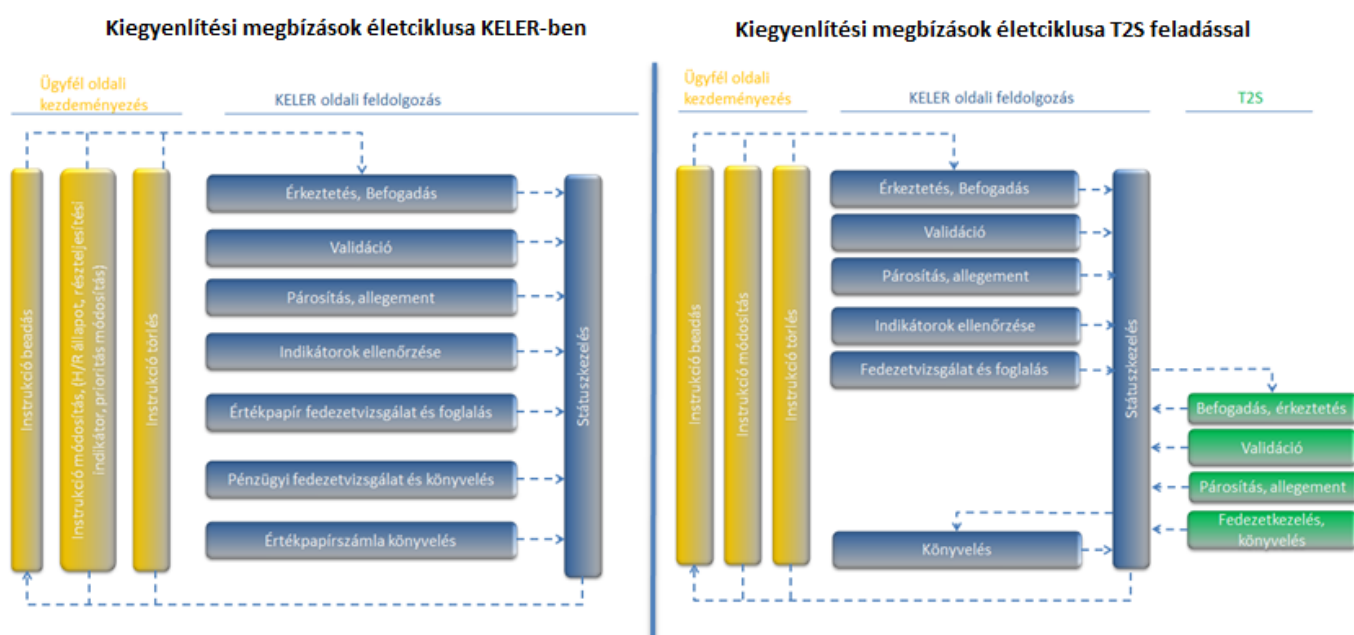 Kiegyenlítési megbízások életciklusa KELER-ben
Ügyfél oldali
kezdeményezés
KELER oldali feldolgozás
Instrukció beadás
Instrukció módosítás, (H/R állapot, részteljesítési
indikátor, prioritás módosítás)
Instrukció törlés
Érkeztetés, Befogadás
Validáció
Párosítás, allegement
Indikátorok ellenőrzése
Értékpapír fedezetvizsgálat és foglalás
Pénzügyi fedezetvizsgálat és könyvelés
Értékpapírszámla könyvelés
Státuszkezelés
Kiegyenlítési megbízások életciklusa T2S feladással
Ügyfél oldali
kezdeményezés
KELER oldali feldolgozás
T2S
Instrukció beadás
Instrukció módosítás
Instrukció törlés
Érkeztetés, Befogadás
Validáció
Párosítás, allegement
Indikátorok ellenőrzése
Fedezetvizsgálat és foglalás
Könyvelés
Státuszkezelés
Befogadás, érkeztetés
Validáció
Párosítás, allegement
Fedezetkezelés,
könyvelés